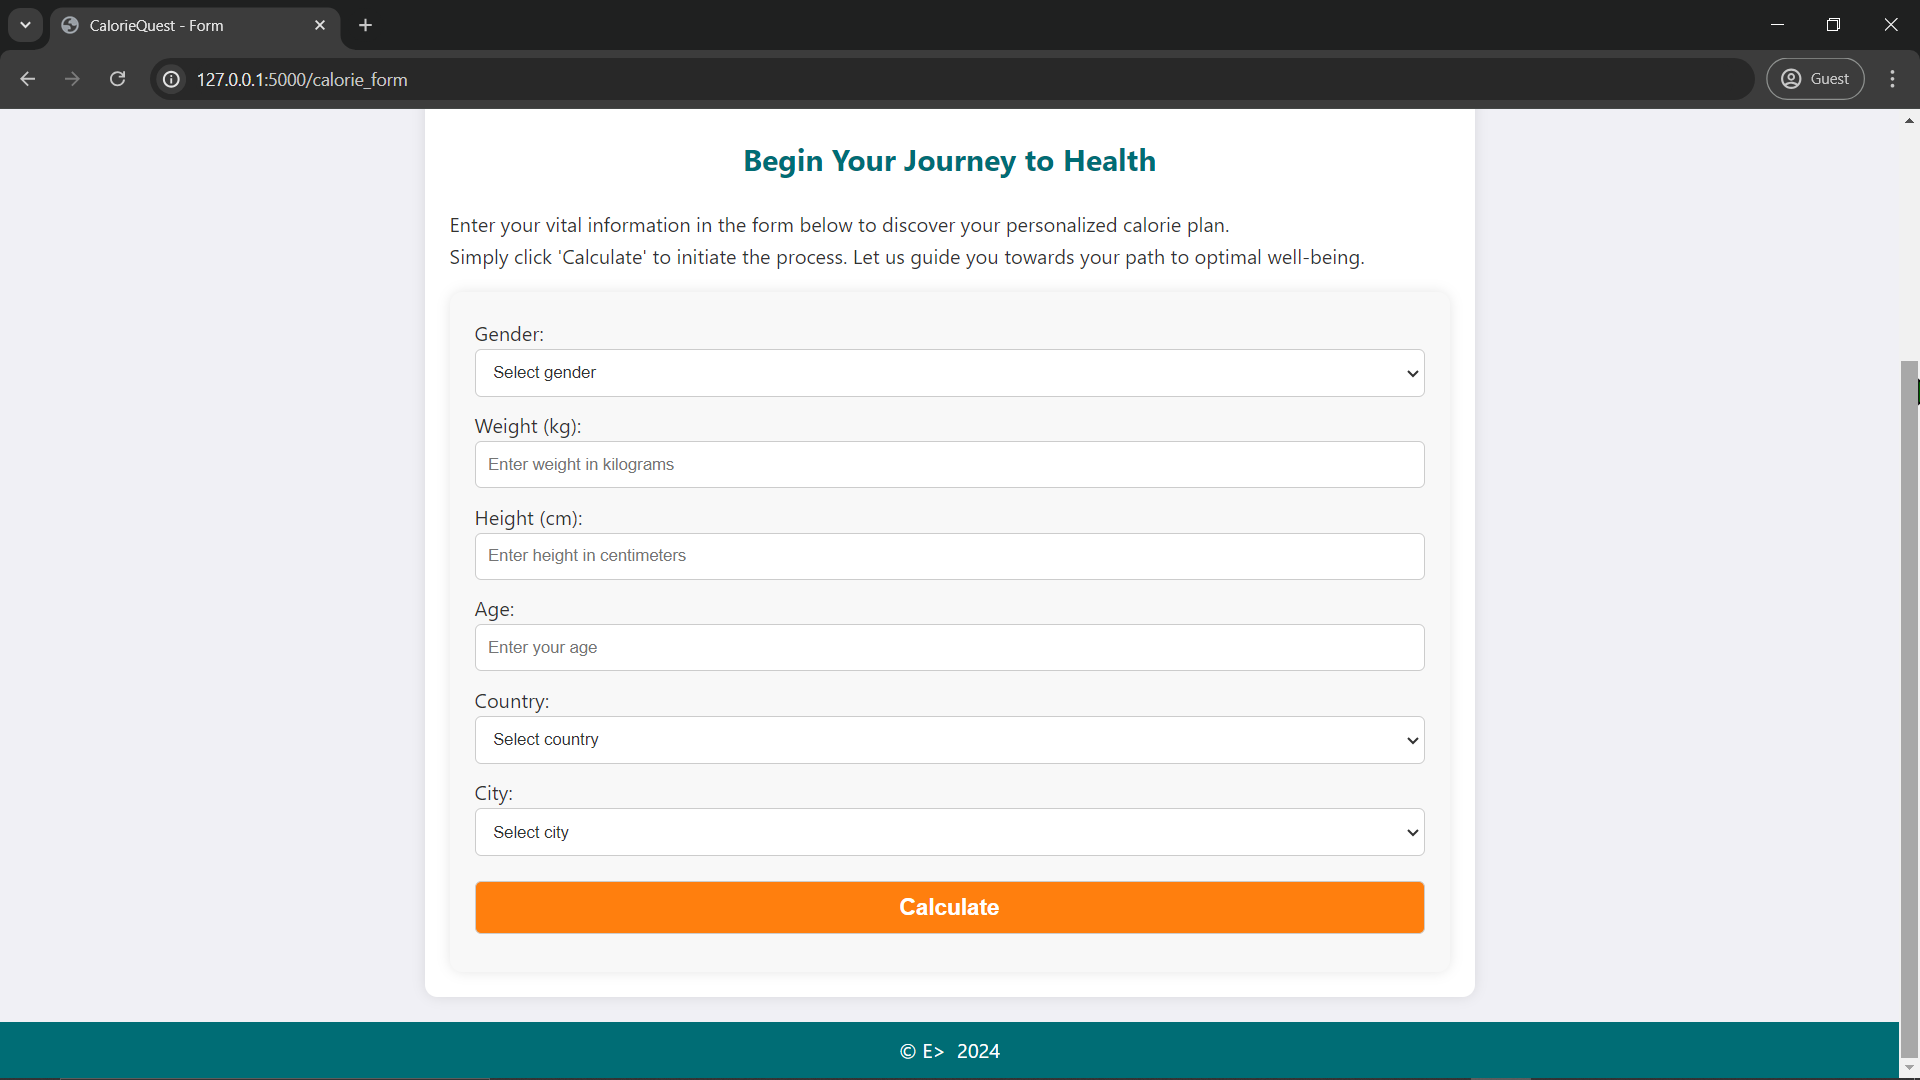 CalorieQuest - Form
127.0.0.1:5000/calorie_form
Guest
Begin Your Journey to Health
Enter your vital information in the form below to discover your personalized calorie plan.
Simply click 'Calculate' to initiate the process. Let us guide you towards your path to optimal well-being.
Gender:
Select gender
Weight (kg):
Enter weight in kilograms
Height (cm):
Enter height in centimeters
Age:
Enter your age
Country:
Select country
City:
Select city
Calculate
© E> 2024